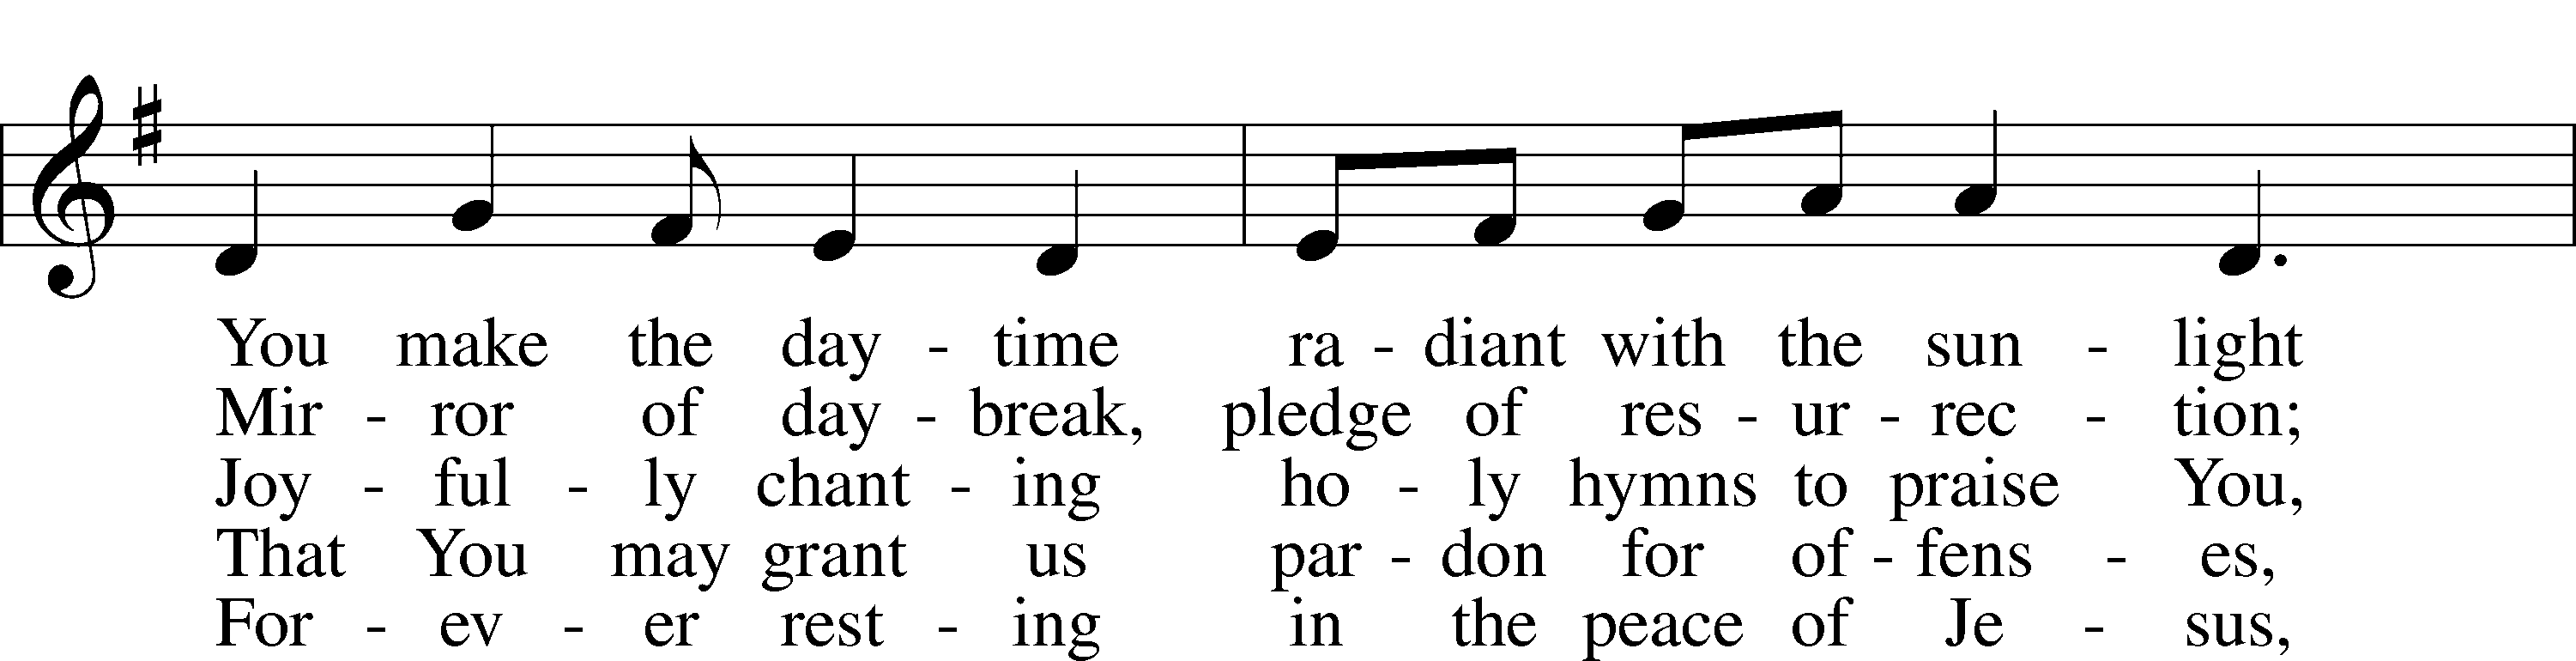 You make the day - time ra - diant with the sun - light
Mir - ror of day - break, pledge of res - ur - rec - tion;
Joy - ful - ly chant - ing ho - ly hymns to praise You,
That You may grant us par - don for of - fens - es,
For - ev - er rest - ing in the peace of Je - sus,